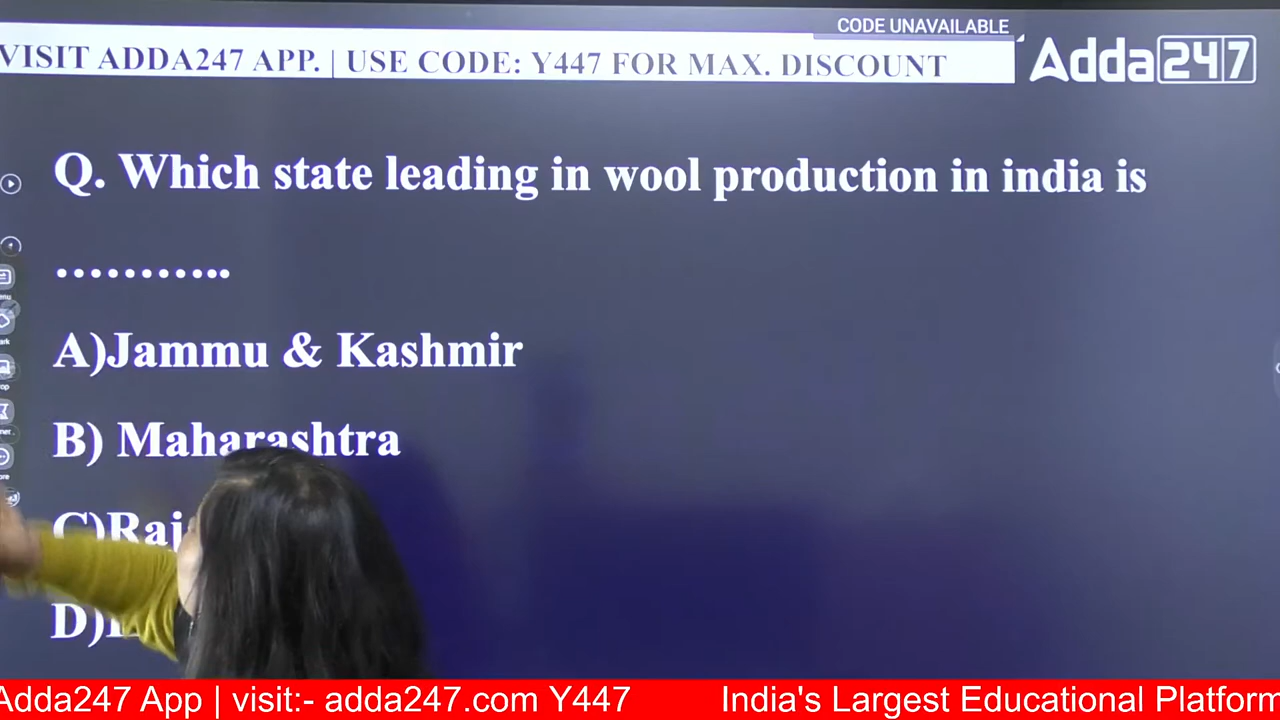 CODE UNAVAILABLE
VISIT ADDA247 APP. | USE CODE: Y447 FOR MAX. DISCOUNT
Adda247
Q. Which state leading in wool production in india is
...........
A)Jammu & Kashmir
B) Maharashtra
C)
D)
Adda247 App | visit:- adda247.com Y447 India's Largest Educational Platform